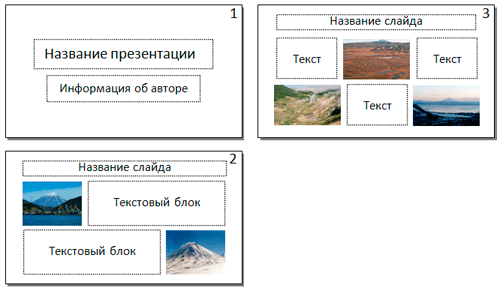 1
Название презентации
Информация об авторе
2
Название слайда
Текстовый блок
Текстовый блок
3
Название слайда
Текст
Текст
Текст